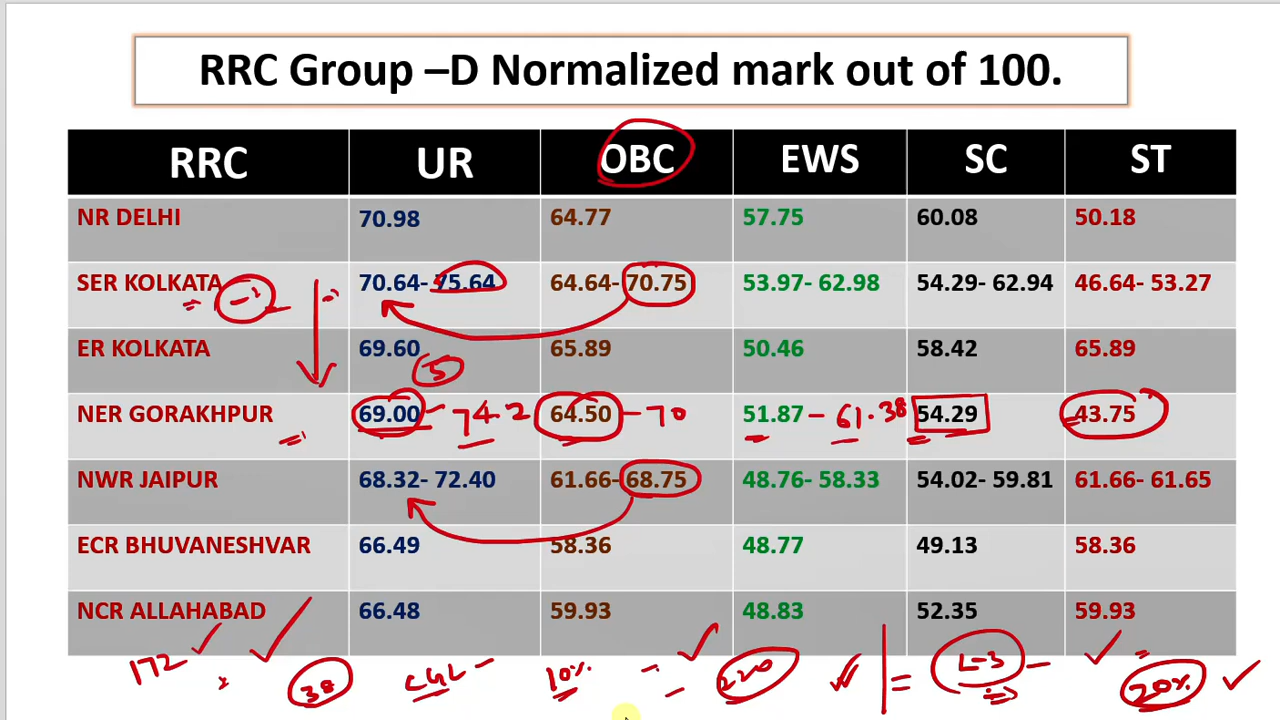 RRC Group –D Normalized mark out of 100.
RRC UR OBC EWS SC ST
NR DELHI 70.98 64.77 57.75 60.08 50.18
SER KOLKATA 70.64- 75.64 64.64- 70.75 53.97- 62.98 54.29- 62.94 46.64- 53.27
ER KOLKATA 69.60 65.89 50.46 58.42 65.89
5
NER GORAKHPUR 69.00 - 74.2 64.50 - 70 51.87 - 61.38 54.29 43.75
NWR JAIPUR 68.32- 72.40 61.66- 68.75 48.76- 58.33 54.02- 59.81 61.66- 61.65
ECR BHUVANESHVAR 66.49 58.36 48.77 49.13 58.36
NCR ALLAHABAD 66.48 59.93 48.83 52.35 59.93
172 38 CGL - 10% - 220 = L-3 - 20%